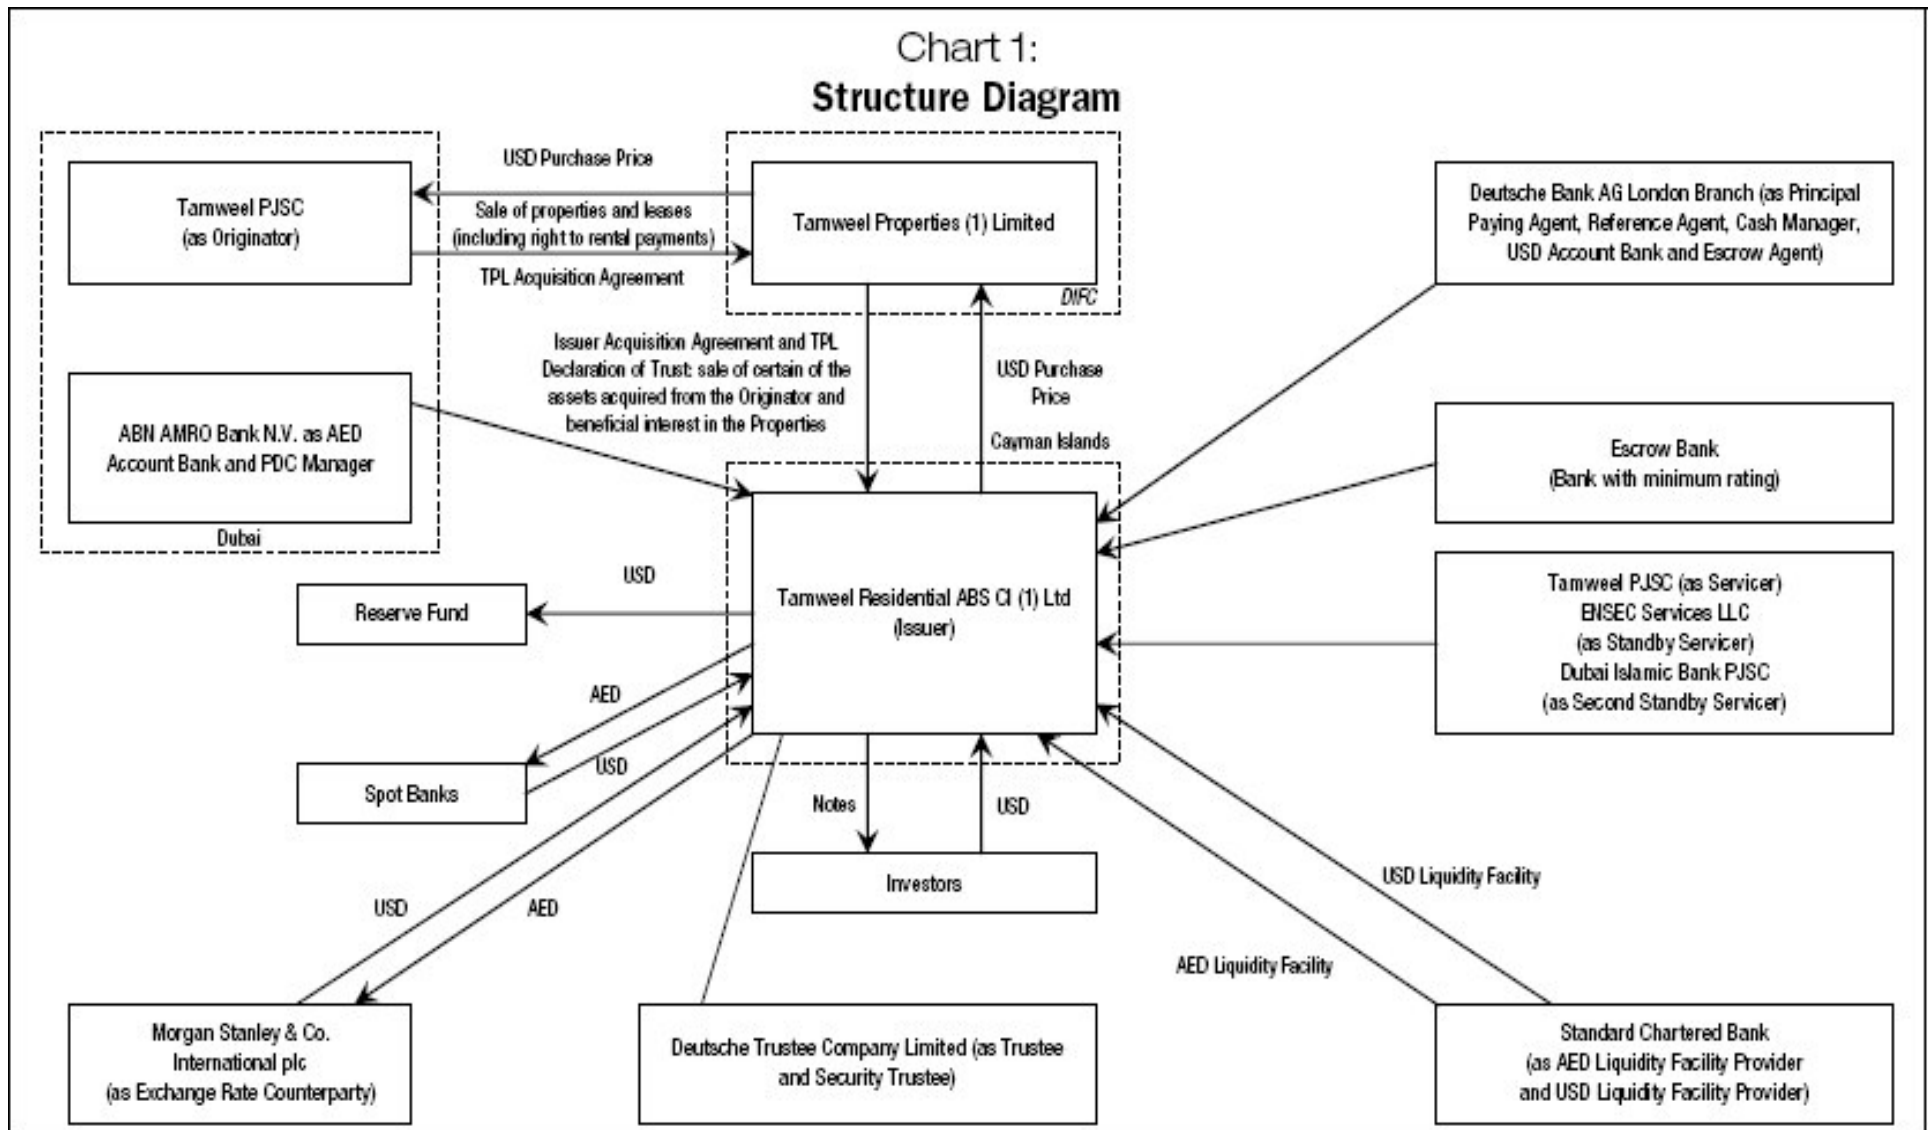 Chart 1:
Structure Diagram
USD Purchase Price
Tamweel PJSC
(as Originator)
Sale of properties and leases
(including right to rental payments)
TPL Acquisition Agreement
Tamweel Properties (1) Limited
DIFC
Deutsche Bank AG London Branch (as Principal
Paying Agent, Reference Agent, Cash Manager,
USD Account Bank and Escrow Agent)
Issuer Acquisition Agreement and TPL
Declaration of Trust: sale of certain of the
assets acquired from the Originator and
beneficial interest in the Properties
USD Purchase
Price
Cayman Islands
ABN AMRO Bank N.V. as AED
Account Bank and PDC Manager
Dubai
Escrow Bank
(Bank with minimum rating)
USD
Reserve Fund
Tamweel Residential ABS CI (1) Ltd
(Issuer)
Tamweel PJSC (as Servicer)
ENSEC Services LLC
(as Standby Servicer)
Dubai Islamic Bank PJSC
(as Second Standby Servicer)
AED
USD
Spot Banks
Notes
USD
Investors
USD
AED
USD Liquidity Facility
AED Liquidity Facility
Morgan Stanley & Co.
International plc
(as Exchange Rate Counterparty)
Deutsche Trustee Company Limited (as Trustee
and Security Trustee)
Standard Chartered Bank
(as AED Liquidity Facility Provider
and USD Liquidity Facility Provider)